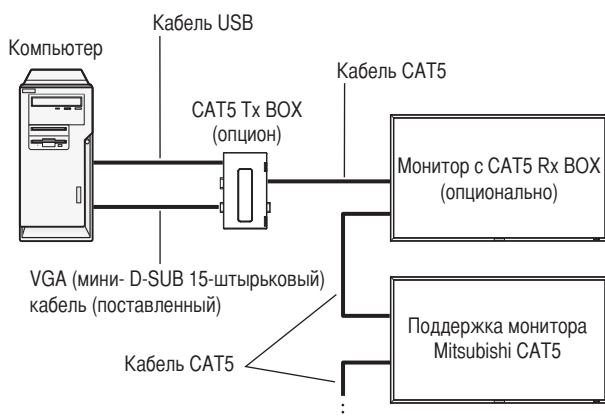 Кабель USB
Компьютер
Кабель CAT5
CAT5 Tx BOX
(опцион)
Монитор с CAT5 Rx BOX
(опционально)
VGA (мини- D-SUB 15-штырьковый)
кабель (поставленный)
Поддержка монитора
Mitsubishi CAT5
Кабель CAT5